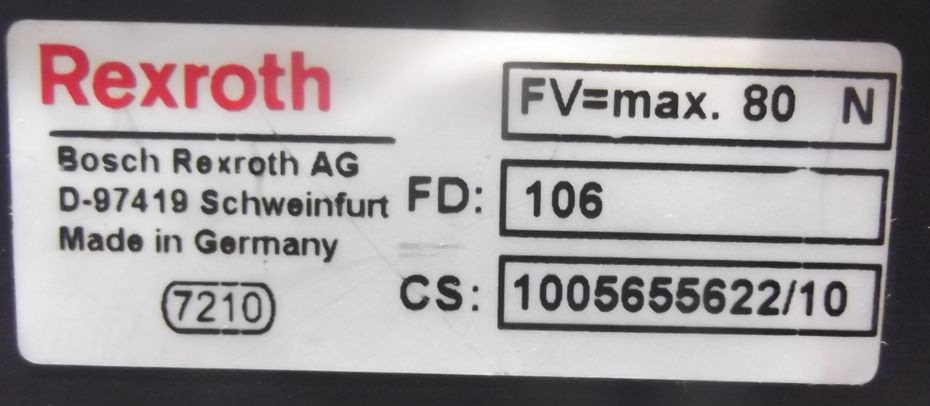 Rexroth
Bosch Rexroth AG
D-97419 Schweinfurt
Made in Germany
7210
FV=max. 80 N
FD: 106
CS: 1005655622/10